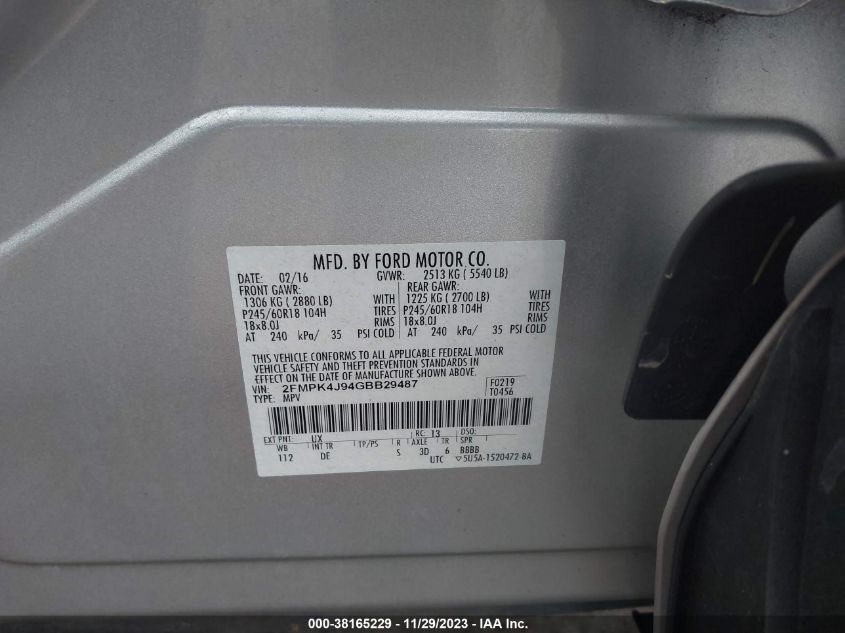 MFD. BY FORD MOTOR CO.
DATE: 02/16 GVWR: 2513 KG ( 5540 LB)
FRONT GAWR: REAR GAWR:
1306 KG ( 2880 LB) WITH 1225 KG ( 2700 LB) WITH
P245/60R18 104H TIRES P245/60R18 104H TIRES
18x8.0J RIMS 18x8.0J RIMS
AT 240 kPa/ 35 PSI COLD AT 240 kPa/ 35 PSI COLD
THIS VEHICLE CONFORMS TO ALL APPLICABLE FEDERAL MOTOR
VEHICLE SAFETY AND THEFT PREVENTION STANDARDS IN
EFFECT ON THE DATE OF MANUFACTURE SHOWN ABOVE.
VIN: 2FMPK4J94GBB29487 F0219
TYPE: MPV T0456
EXT PNT: UX RC: 13 DSO:
WB INT TR TP/PS R AXLE TR SPR
112 DE S 3D 6 BBBB
UTC ▽5U5A-1520472-BA
000-38165229 - 11/29/2023 - IAA Inc.